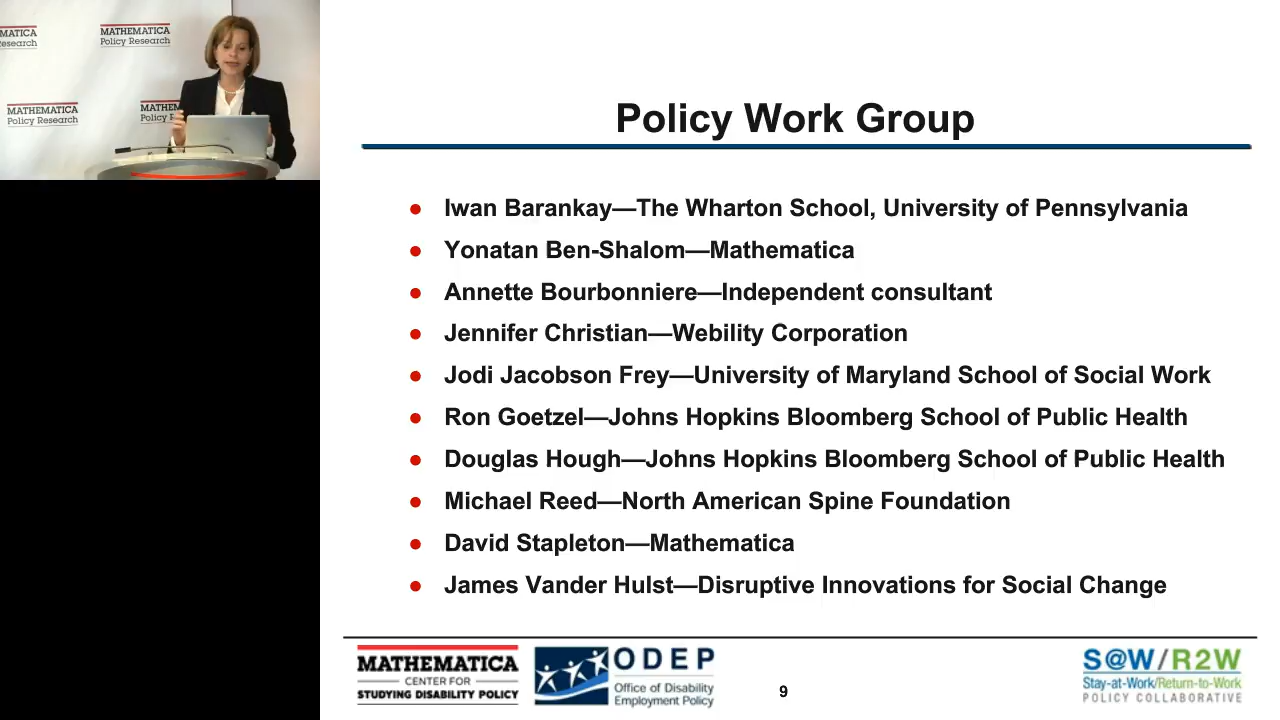 MATHEMATICA
Policy Research
MATHEMATICA
Policy Research
MATHEMATICA
Policy Research
Policy Work Group
● Iwan Barankay—The Wharton School, University of Pennsylvania
● Yonatan Ben-Shalom—Mathematica
● Annette Bourbonniere—Independent consultant
● Jennifer Christian—Webility Corporation
● Jodi Jacobson Frey—University of Maryland School of Social Work
● Ron Goetzel—Johns Hopkins Bloomberg School of Public Health
● Douglas Hough—Johns Hopkins Bloomberg School of Public Health
● Michael Reed—North American Spine Foundation
● David Stapleton—Mathematica
● James Vander Hulst—Disruptive Innovations for Social Change
MATHEMATICA
CENTER FOR
STUDYING DISABILITY POLICY
ODEP
Office of Disability
Employment Policy
9
S@W/R2W
Stay-at-Work/Return-to-Work
POLICY COLLABORATIVE